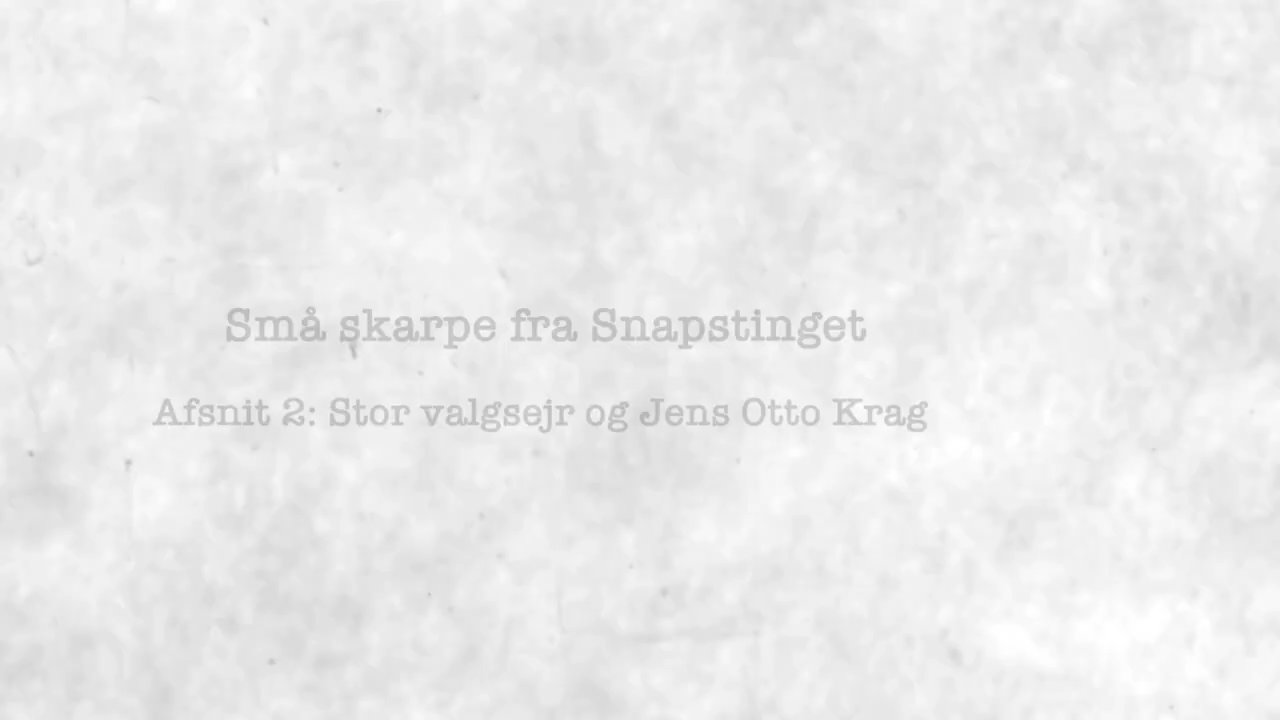 Små skarpe fra Snapstinget
Afsnit 2: Stor valgsejr og Jens Otto Krag